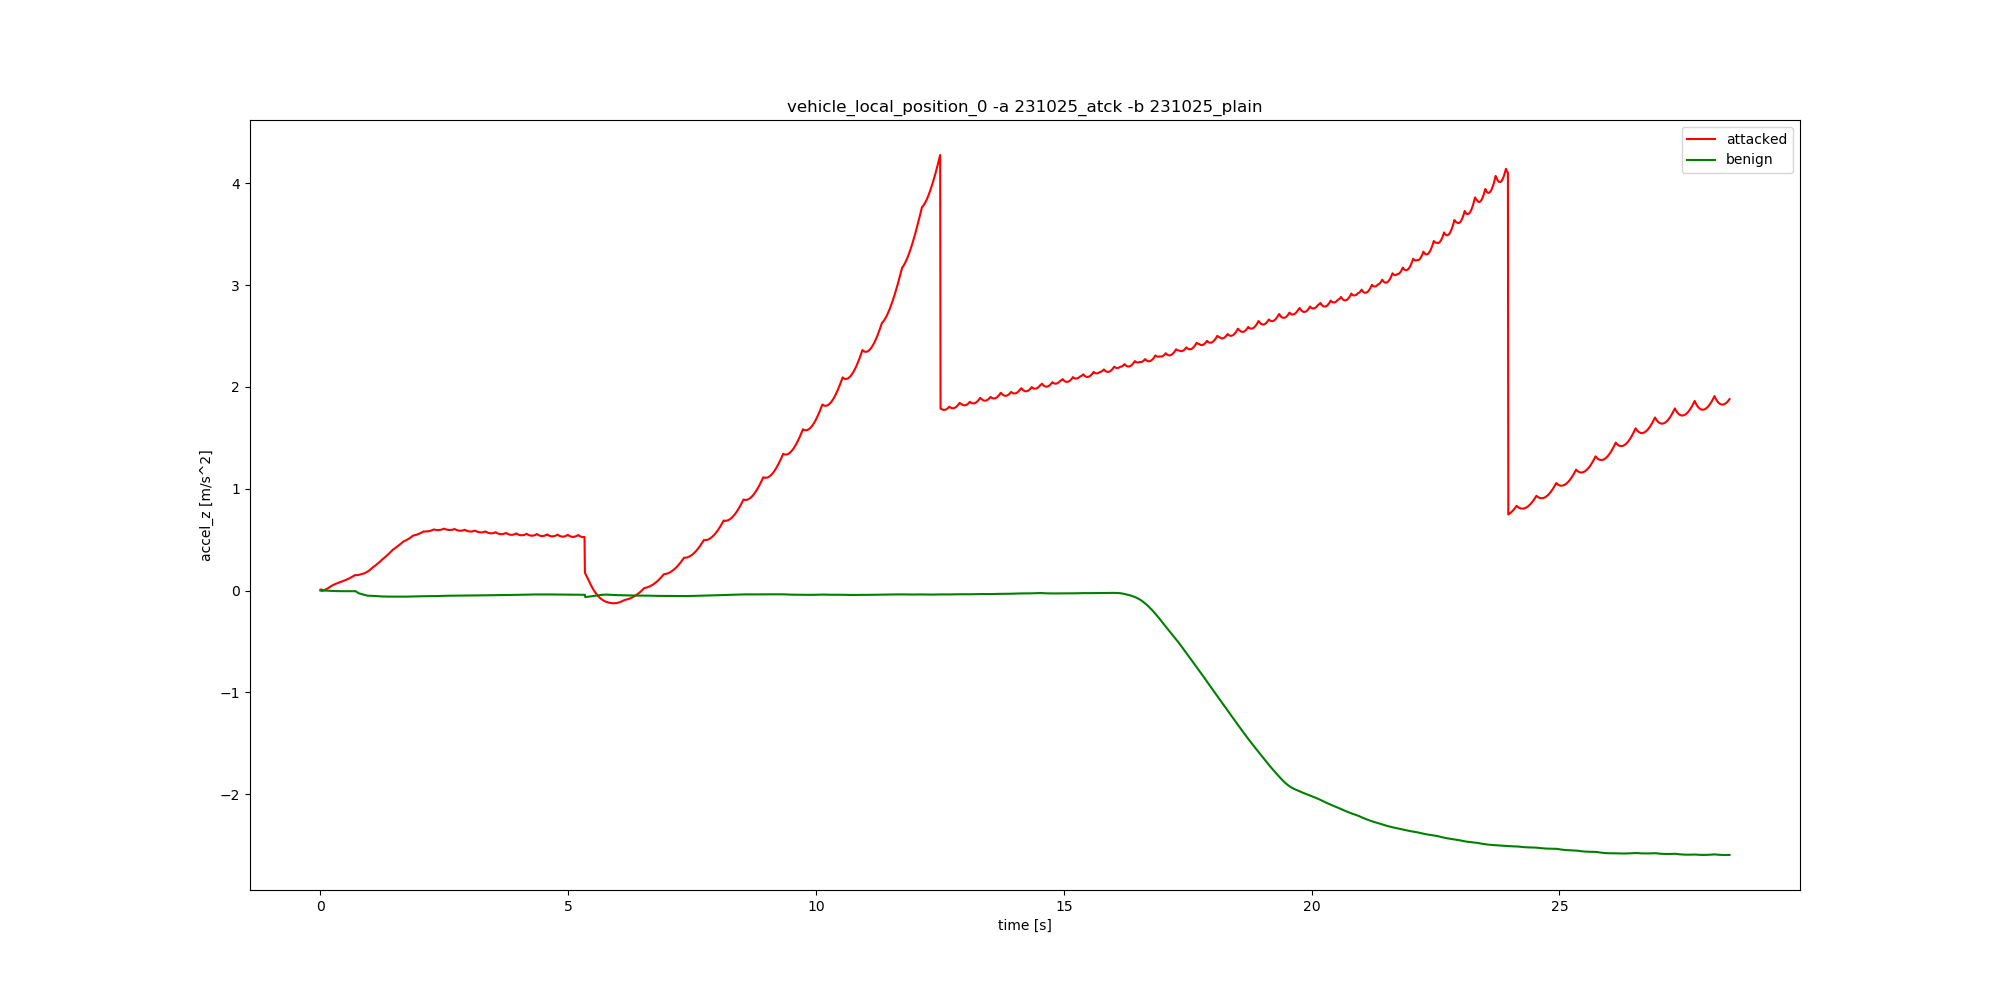 vehicle_local_position_0 -a 231025_atck -b 231025_plain
attacked
benign
accel_z [m/s^2]
4
3
2
1
0
−1
−2
0 5 10 15 20 25
time [s]